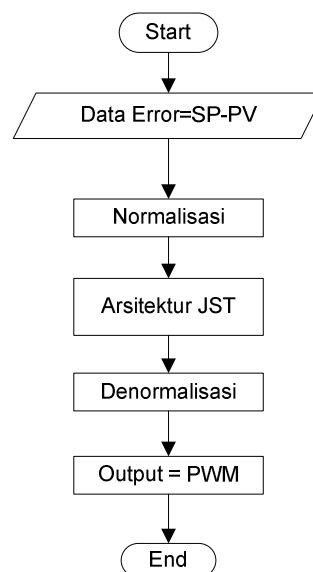 Start
Data Error=SP-PV
Normalisasi
Arsitektur JST
Denormalisasi
Output = PWM
End